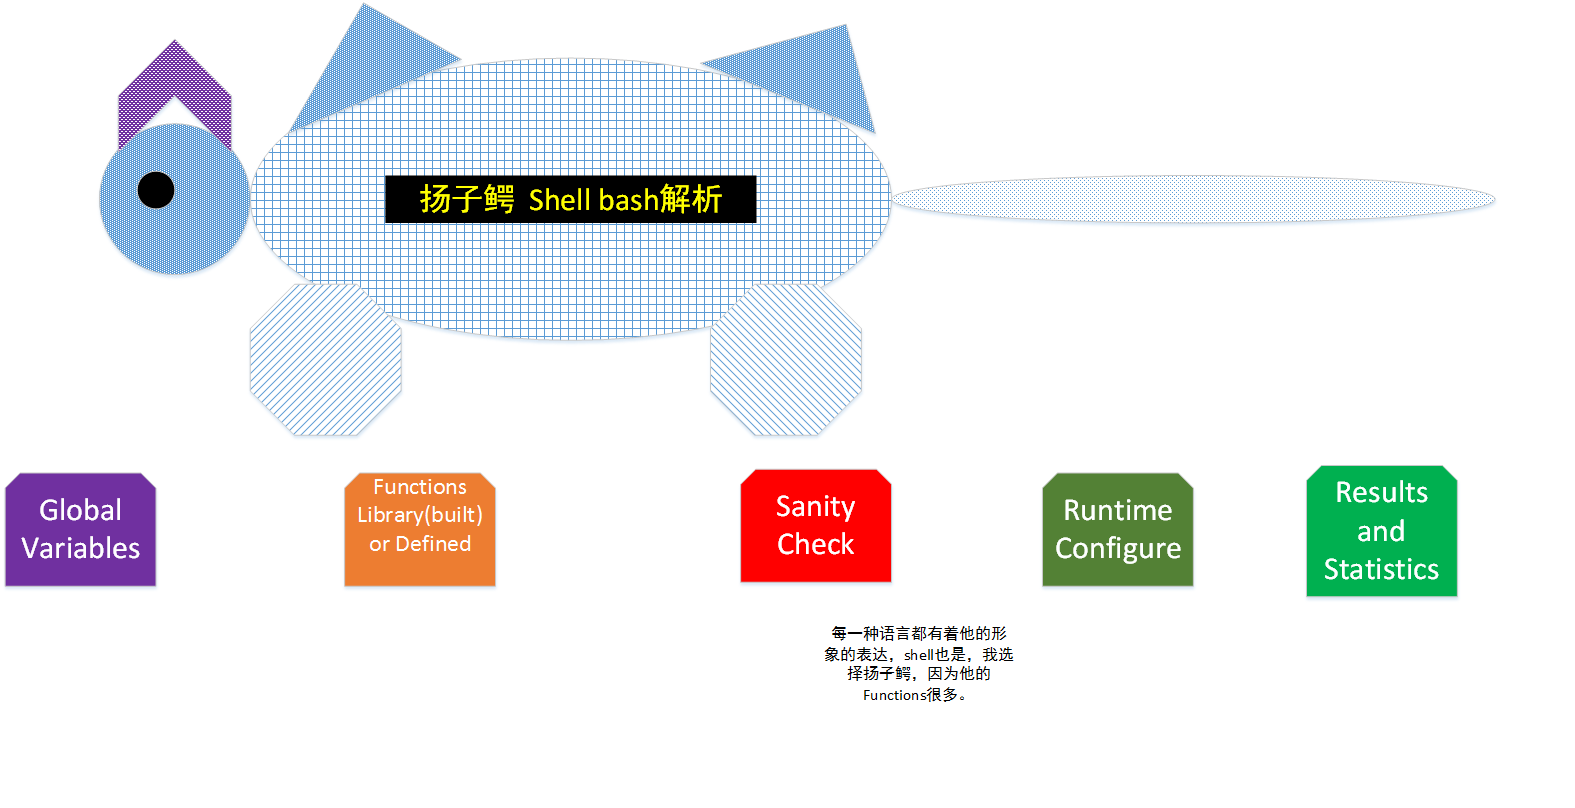 扬子鳄 Shell bash解析
Global
Variables
Functions
Library(built)
or Defined
Sanity
Check
Runtime
Configure
Results
and
Statistics
每一种语言都有着他的形
象的表达，shell也是，我选
择扬子鳄，因为他的
Functions很多。